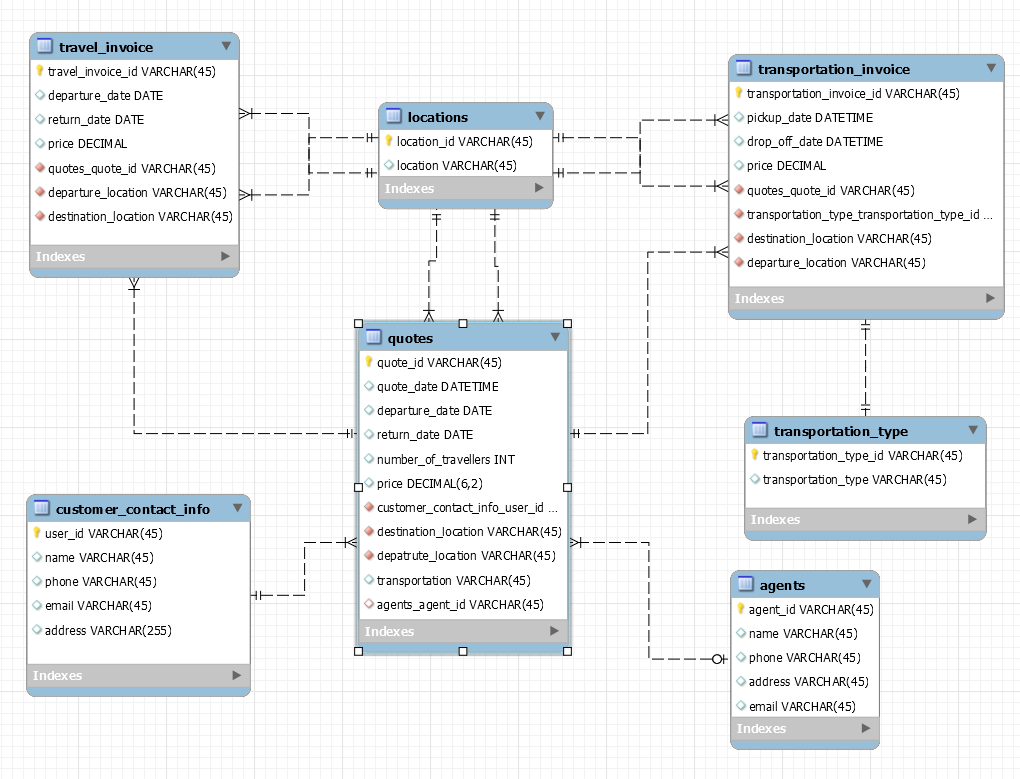 travel_invoice
travel_invoice_id VARCHAR(45)
departure_date DATE
return_date DATE
price DECIMAL
quotes_quote_id VARCHAR(45)
departure_location VARCHAR(45)
destination_location VARCHAR(45)
Indexes
locations
location_id VARCHAR(45)
location VARCHAR(45)
Indexes
transportation_invoice
transportation_invoice_id VARCHAR(45)
pickup_date DATETIME
drop_off_date DATETIME
price DECIMAL
quotes_quote_id VARCHAR(45)
transportation_type_transportation_type_id ...
destination_location VARCHAR(45)
departure_location VARCHAR(45)
Indexes
quotes
quote_id VARCHAR(45)
quote_date DATETIME
departure_date DATE
return_date DATE
number_of_travellers INT
price DECIMAL(6,2)
customer_contact_info_user_id ...
destination_location VARCHAR(45)
depatrute_location VARCHAR(45)
transportation VARCHAR(45)
agents_agent_id VARCHAR(45)
Indexes
transportation_type
transportation_type_id VARCHAR(45)
transportation_type VARCHAR(45)
Indexes
customer_contact_info
user_id VARCHAR(45)
name VARCHAR(45)
phone VARCHAR(45)
email VARCHAR(45)
address VARCHAR(255)
Indexes
agents
agent_id VARCHAR(45)
name VARCHAR(45)
phone VARCHAR(45)
address VARCHAR(45)
email VARCHAR(45)
Indexes